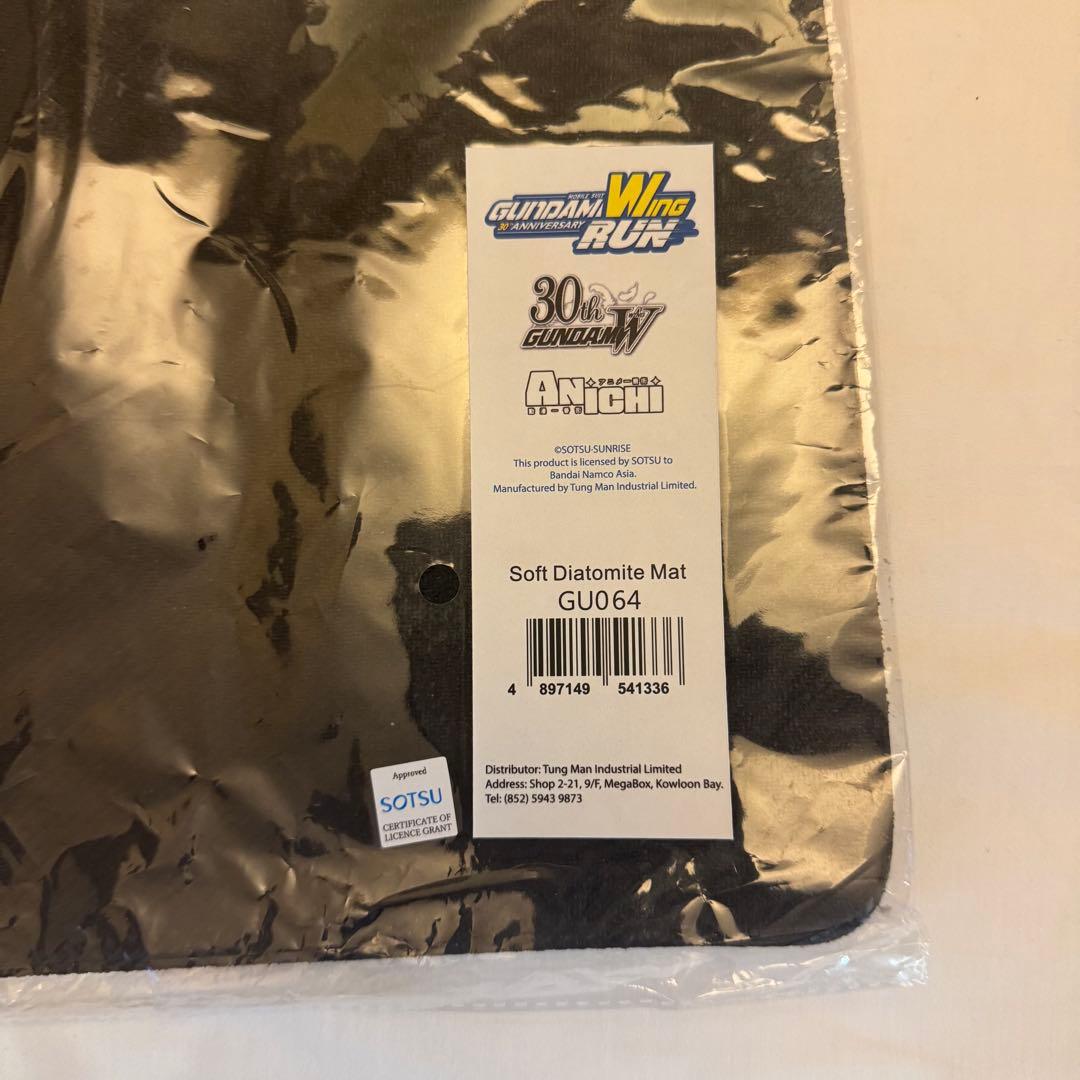 MOBILE SUIT
GUNDAM Wing
30th ANNIVERSARY
RUN
30th
GUNDAM W
ANICHI
©SOTSU·SUNRISE
This product is licensed by SOTSU to
Bandai Namco Asia.
Manufactured by Tung Man Industrial Limited.
Soft Diatomite Mat
GU064
4 897149 541336
Distributor: Tung Man Industrial Limited
Address: Shop 2-21, 9/F, MegaBox, Kowloon Bay.
Tel: (852) 5943 9873
Approved
SOTSU
CERTIFICATE OF
LICENCE GRANT